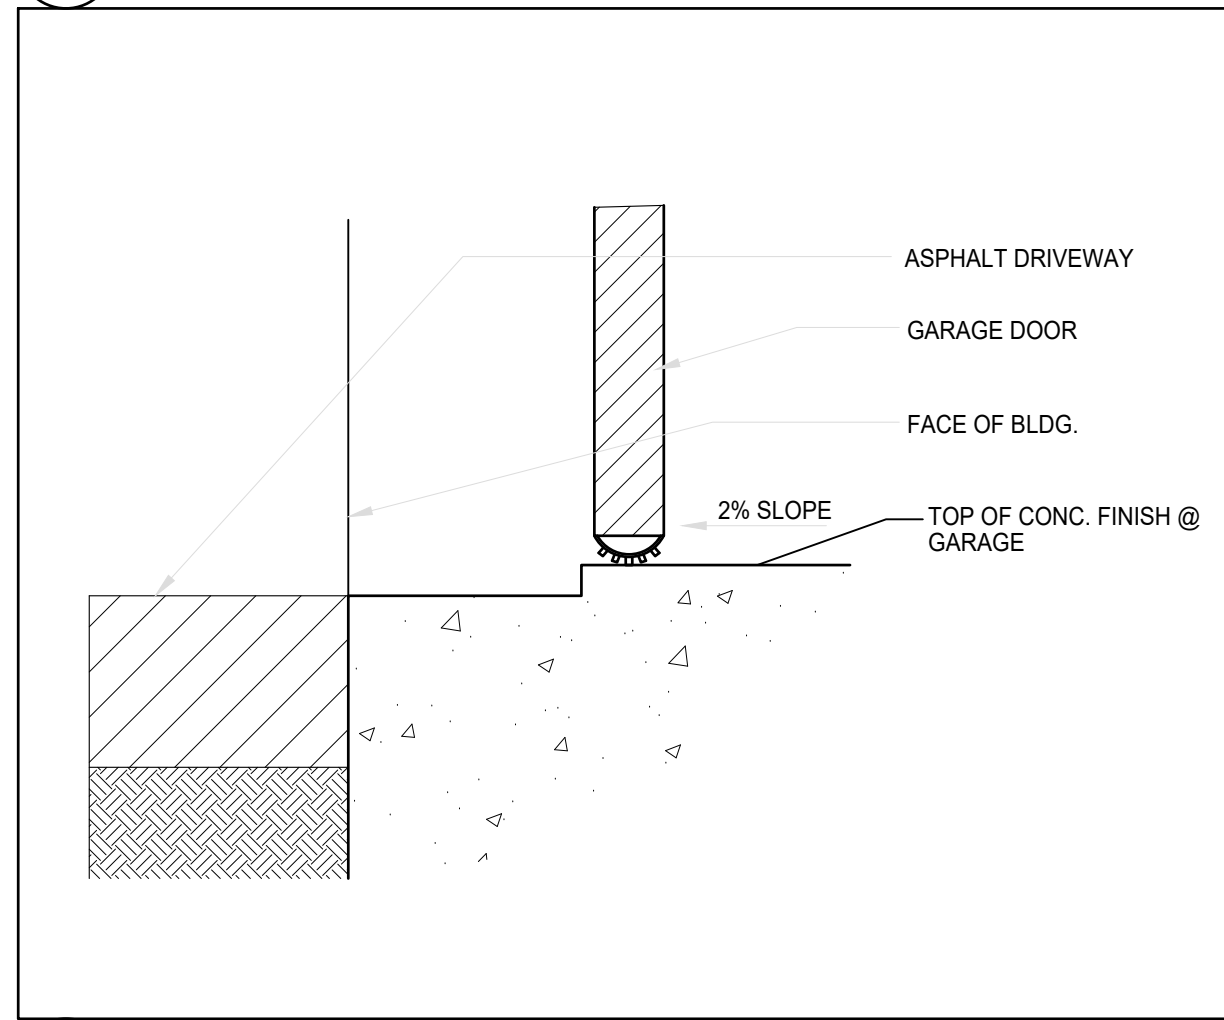 ASPHALT DRIVEWAY
GARAGE DOOR
FACE OF BLDG.
2% SLOPE
TOP OF CONC. FINISH @
GARAGE